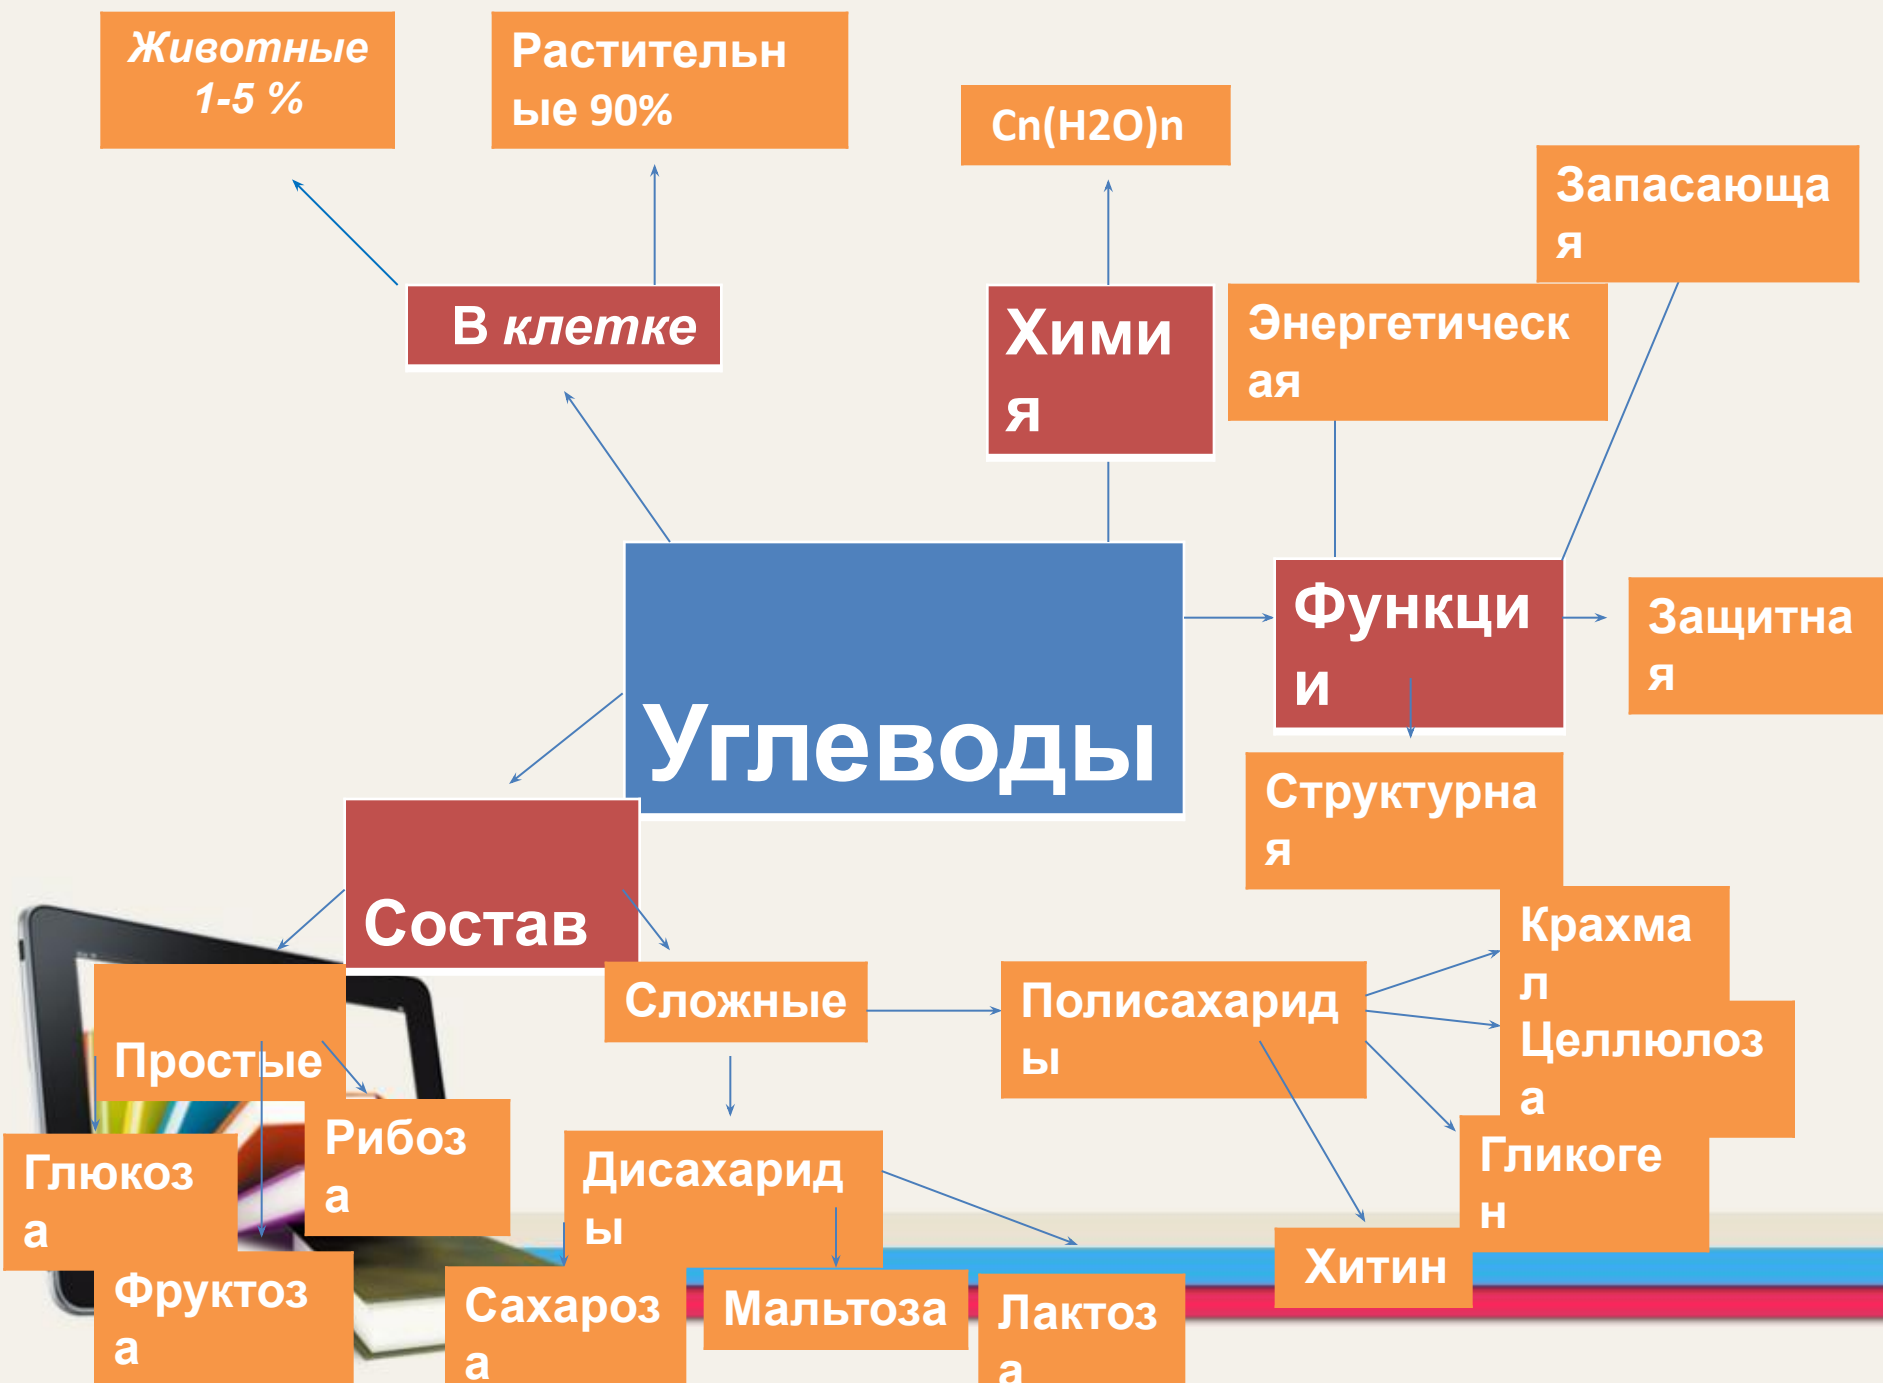 Животные
1-5 %
Растительн
ые 90%
Cn(H2O)n
Запасающа
я
В клетке
Хими
я
Энергетическ
ая
Углеводы
Функци
и
Защитна
я
Структурна
я
Состав
Простые
Сложные
Полисахарид
ы
Крахма
л
Целлюлоз
а
Гликоге
н
Хитин
Глюкоз
а
Рибоз
а
Фруктоз
а
Дисахарид
ы
Сахароз
а
Мальтоза
Лактоз
а